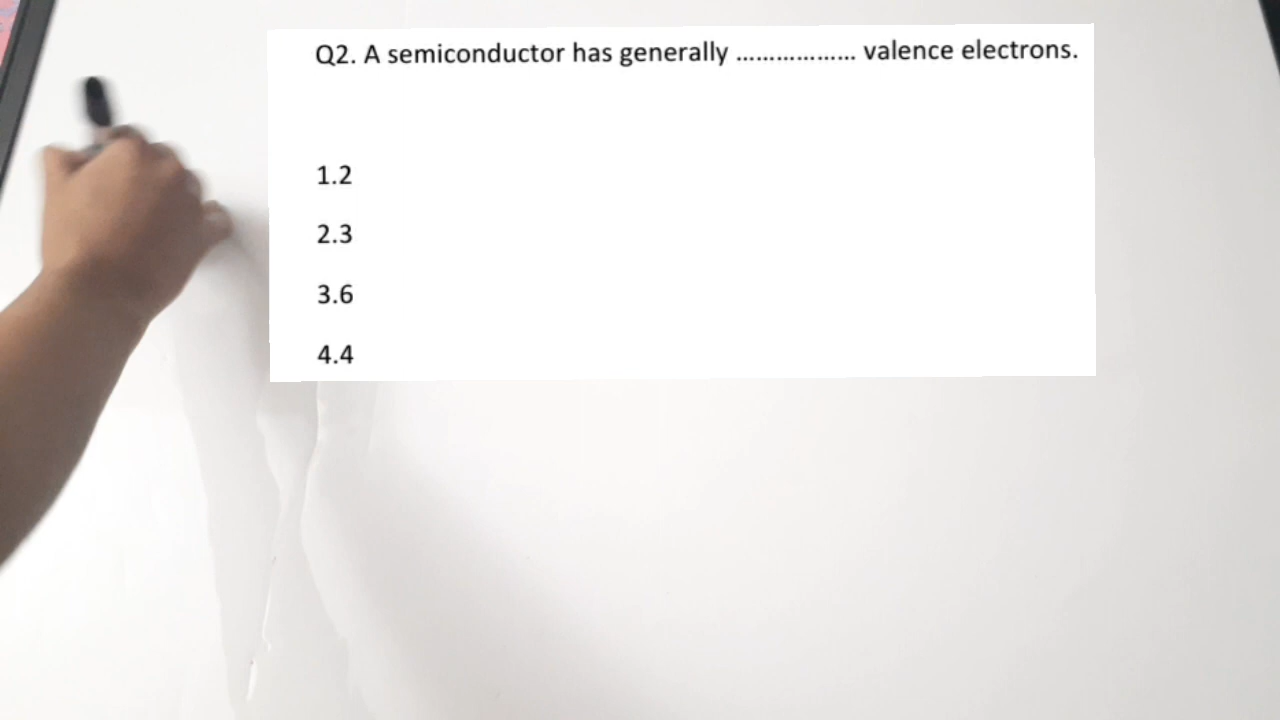 Q2. A semiconductor has generally .................. valence electrons.
1.2
2.3
3.6
4.4